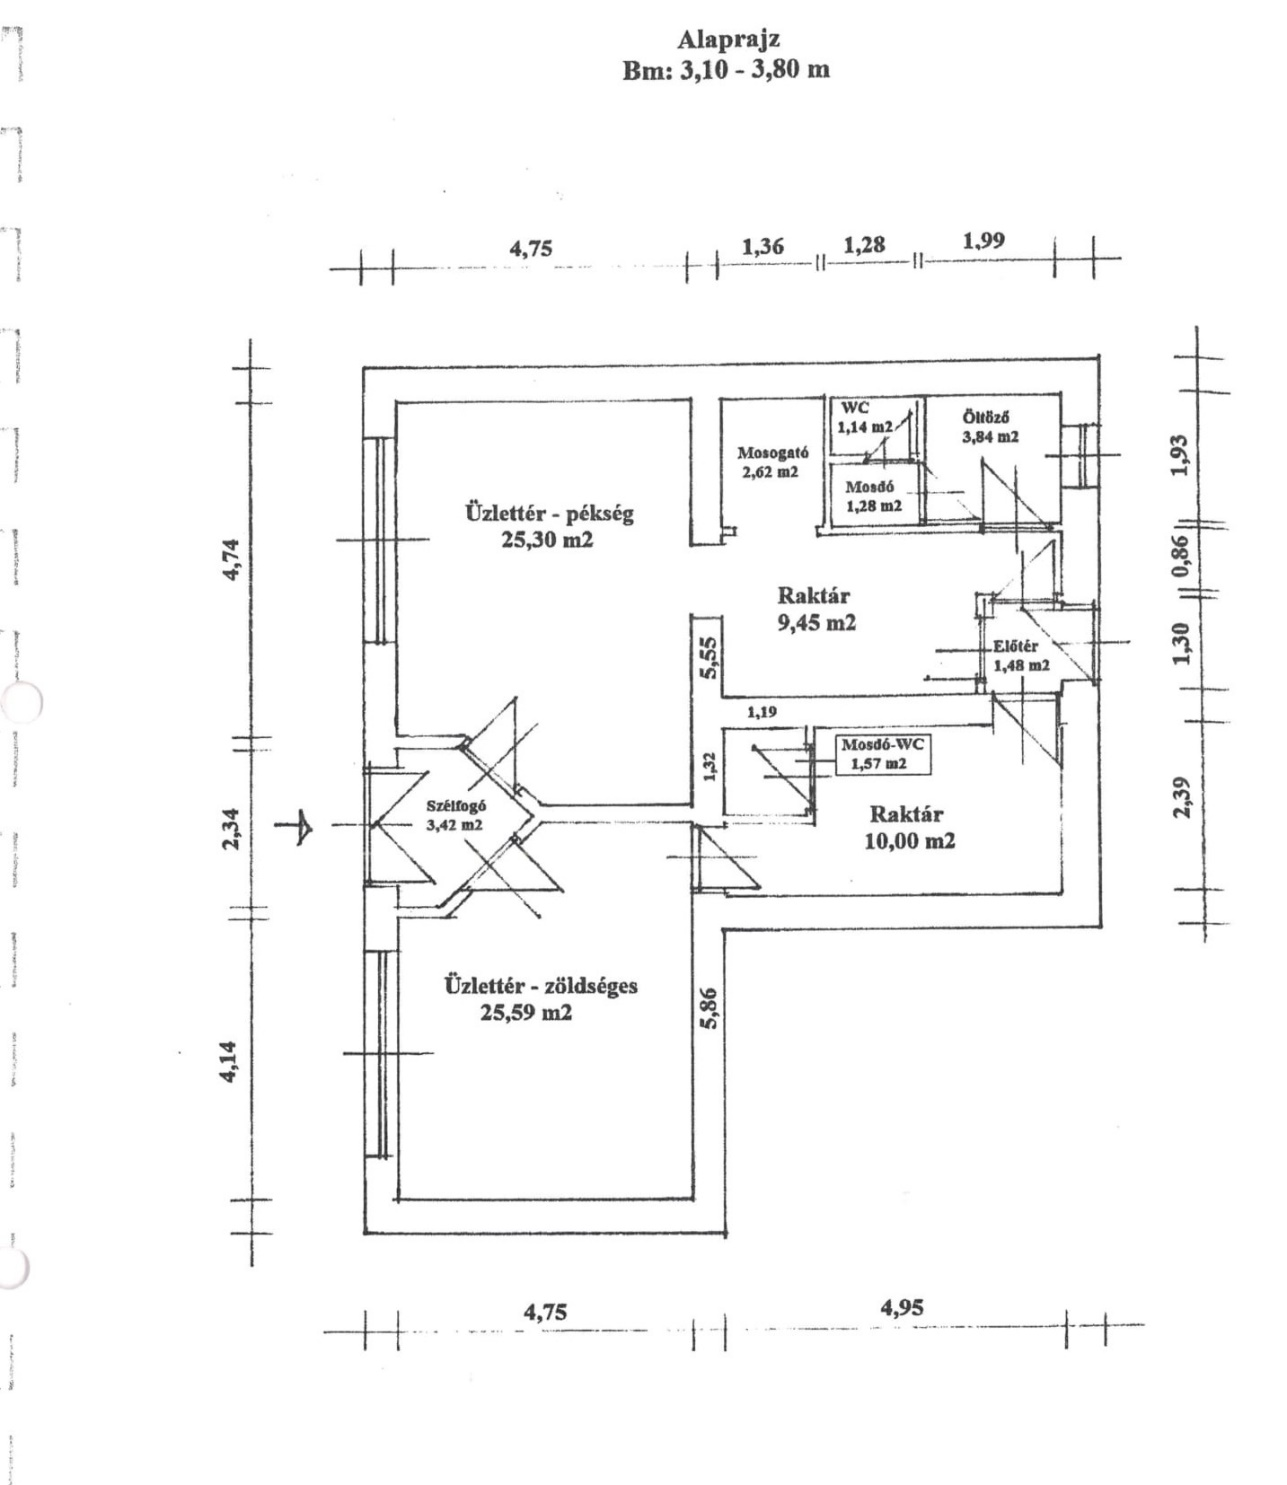 Alaprajz
Bm: 3,10 - 3,80 m
4,75
1,36
1,28
1,99
WC
1,14 m2
Öltöző
3,84 m2
Mosogató
2,62 m2
Mosdó
1,28 m2
1,93
Üzlettér - pékség
25,30 m2
4,74
0,86
Raktár
9,45 m2
5,55
Előtér
1,48 m2
1,30
1,19
Mosdó-WC
1,57 m2
1,32
Szélfogó
3,42 m2
2,34
Raktár
10,00 m2
2,39
Üzlettér - zöldséges
25,59 m2
5,86
4,14
4,75
4,95